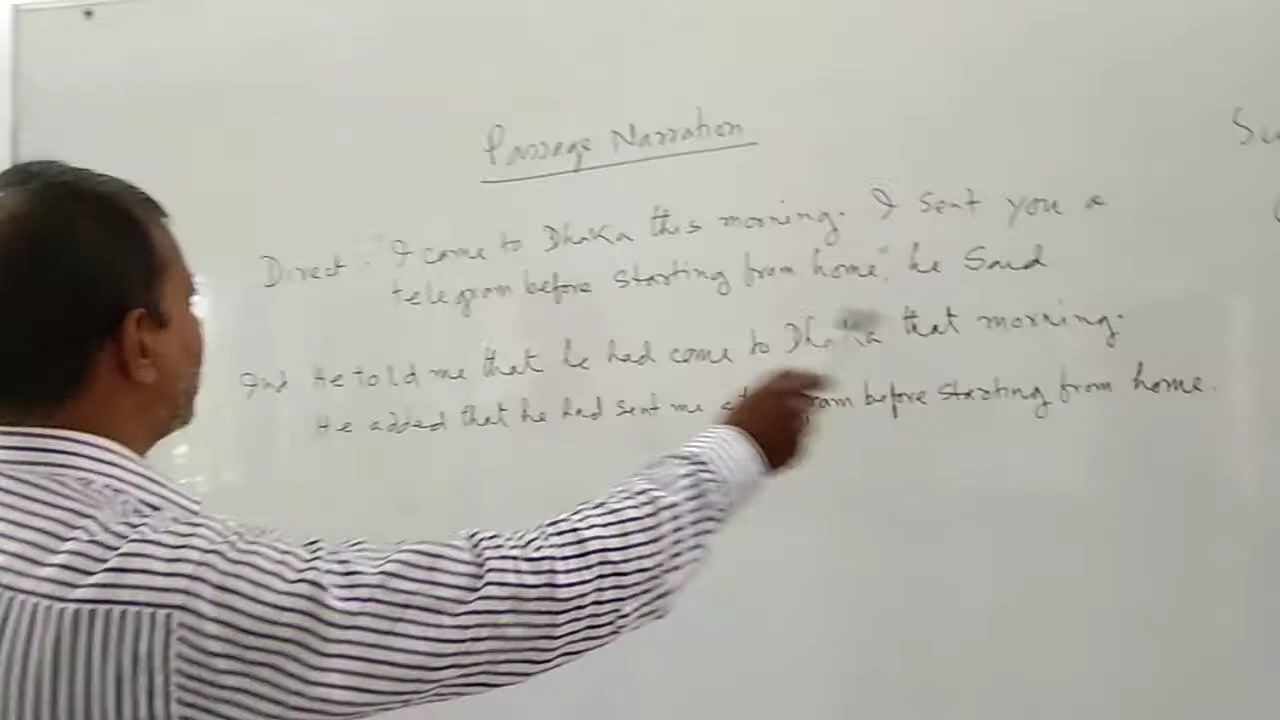 Passage Narration
Su
Direct : "I came to Dhaka this morning. I sent you a
telegram before starting from home", he said
Ind He told me that he had come to Dhaka that morning.
He added that he had sent me before starting from home.